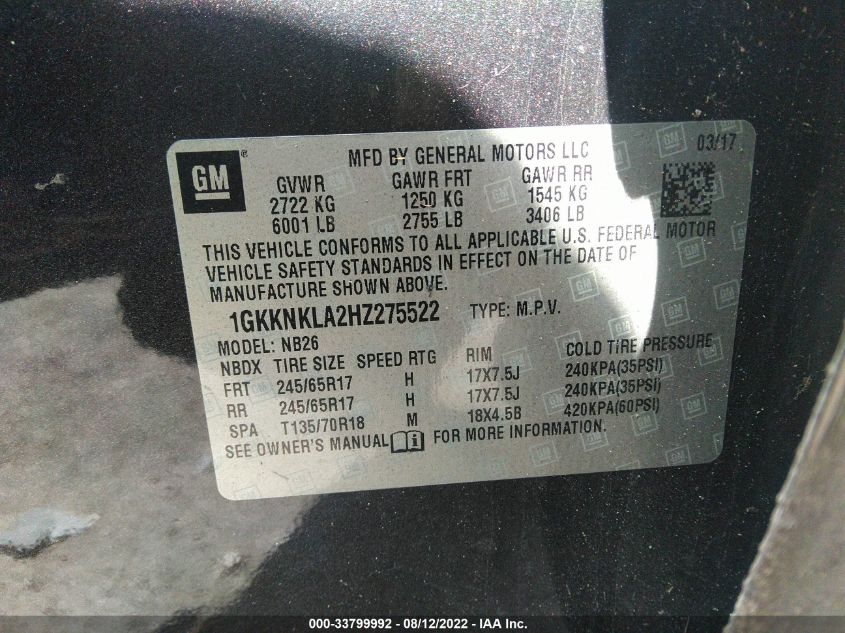 GM ®
MFD BY GENERAL MOTORS LLC 03/17
GVWR GAWR FRT GAWR RR
2722 KG 1250 KG 1545 KG
6001 LB 2755 LB 3406 LB
THIS VEHICLE CONFORMS TO ALL APPLICABLE U.S. FEDERAL MOTOR
VEHICLE SAFETY STANDARDS IN EFFECT ON THE DATE OF
MANUFACTURE SHOWN ABOVE.
1GKKNKLA2HZ275522 TYPE: M.P.V.
MODEL: NB26
NBDX TIRE SIZE SPEED RTG RIM COLD TIRE PRESSURE
FRT 245/65R17 H 17X7.5J 240KPA(35PSI)
RR 245/65R17 H 17X7.5J 240KPA(35PSI)
SPA T135/70R18 M 18X4.5B 420KPA(60PSI)
SEE OWNER'S MANUAL FOR MORE INFORMATION.
000-33799992 - 08/12/2022 - IAA Inc.